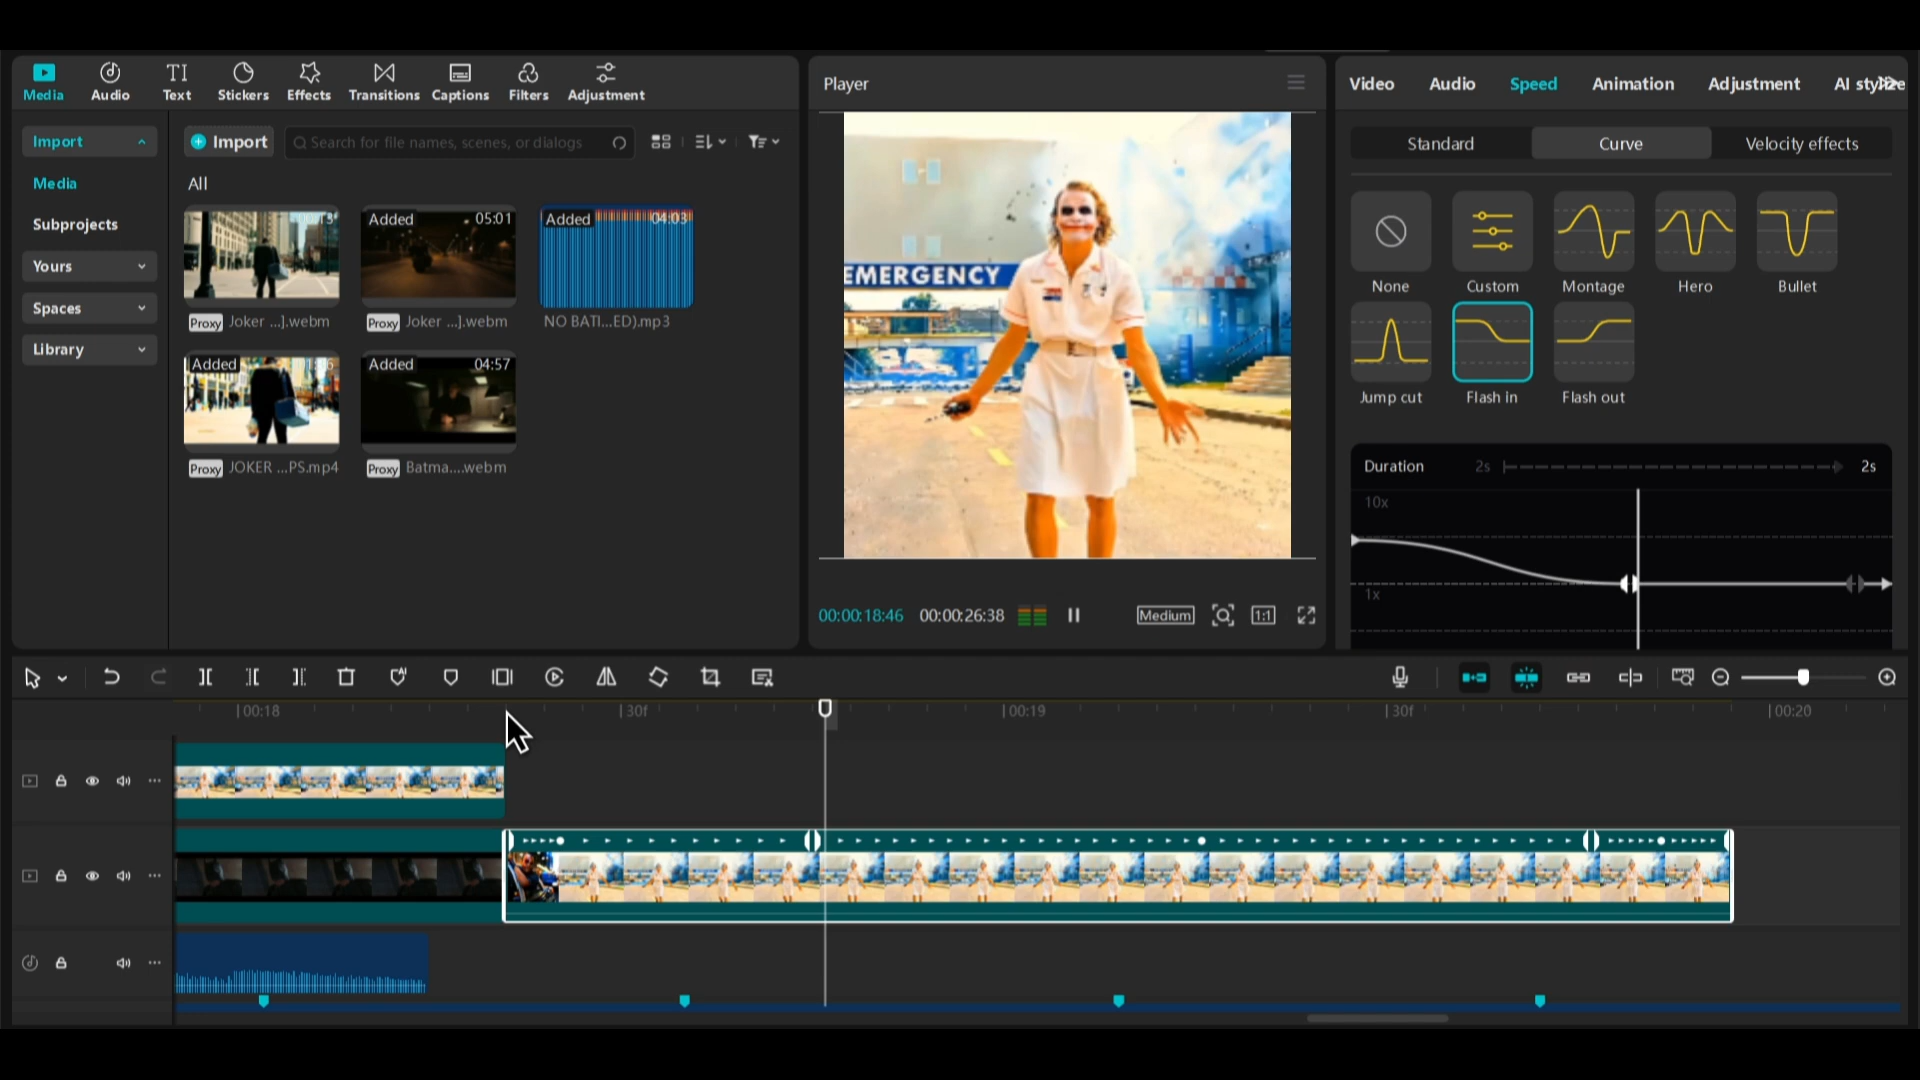 Media
Audio
Text
Stickers
Effects
Transitions
Captions
Filters
Adjustment
Import
Media
Subprojects
Yours
Spaces
Library
Import
Search for file names, scenes, or dialogs
All
Added
05:01
Added
04:03
Proxy
Joker ...].webm
Proxy
Joker ...].webm
NO BATI...ED).mp3
Added
Added
04:57
Proxy
JOKER ...PS.mp4
Proxy
Batma....webm
Player
EMERGENCY
00:00:18:46
00:00:26:38
Medium
1:1
Video
Audio
Speed
Animation
Adjustment
Standard
Curve
Velocity effects
None
Custom
Montage
Hero
Bullet
Jump cut
Flash in
Flash out
Duration
2s
2s
10x
1x
00:18
30f
00:19
30f
00:20